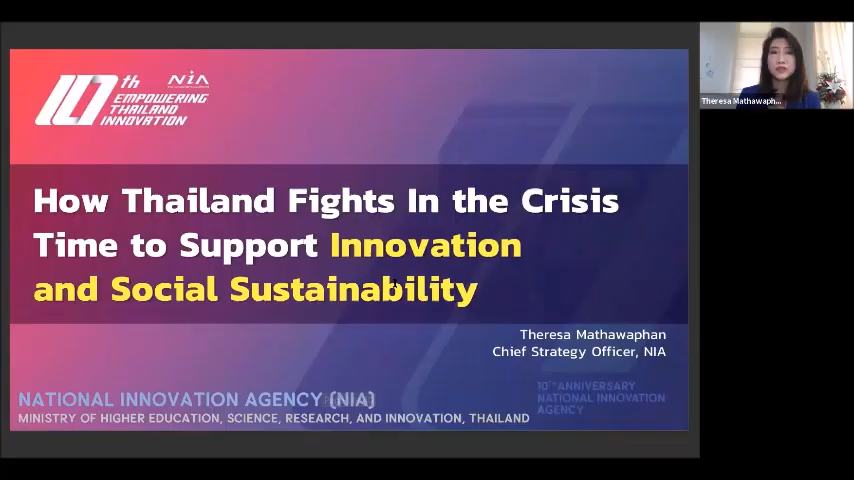 10th
NiA
EMPOWERING
THAILAND
INNOVATION
How Thailand Fights In the Crisis
Time to Support Innovation
and Social Sustainability
Theresa Mathawaphan
Chief Strategy Officer, NIA
NATIONAL INNOVATION AGENCY (NIA)
MINISTRY OF HIGHER EDUCATION, SCIENCE, RESEARCH, AND INNOVATION, THAILAND
10TH ANNIVERSARY
NATIONAL INNOVATION
AGENCY
Theresa Mathawaph...